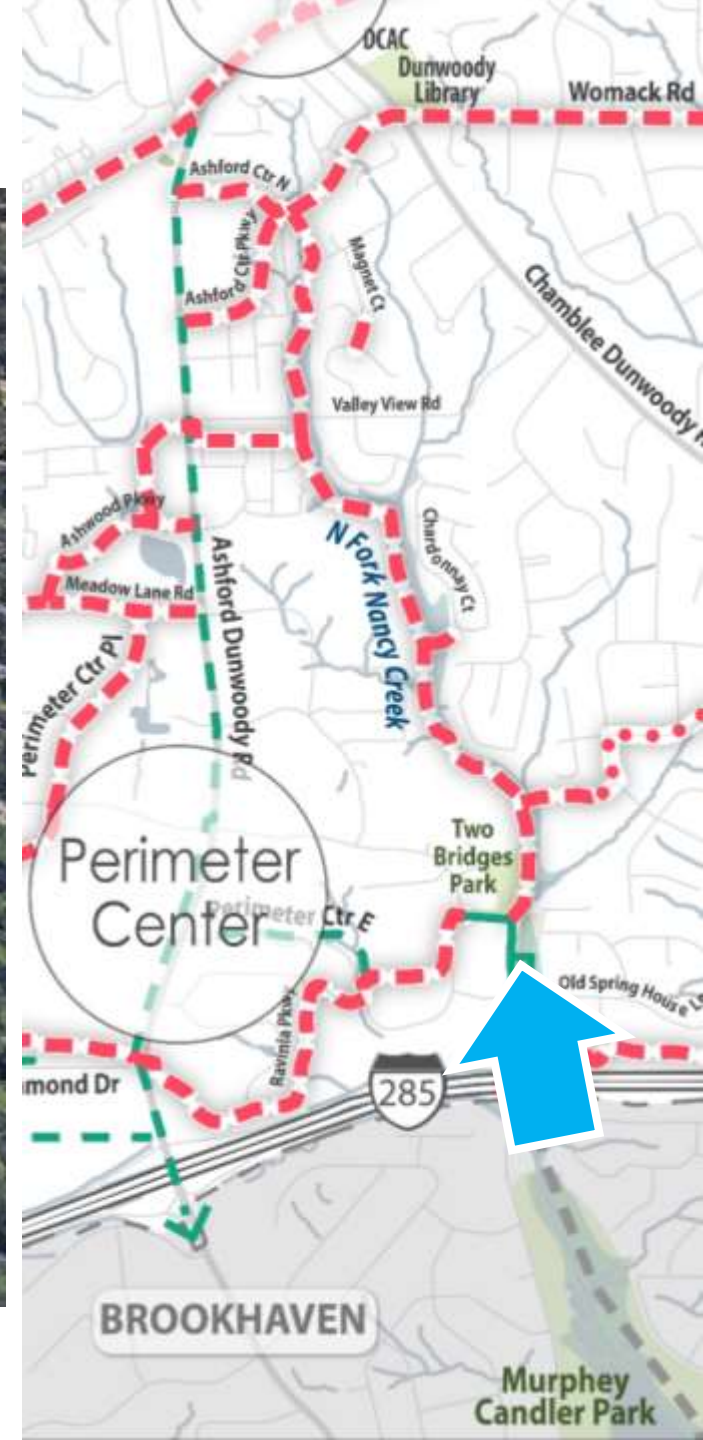 DCAC
Dunwoody
Library
Womack Rd
Ashford Ctr N
Ashford Ctr Pkwy
Magnet Ct
Chamble Dunwoody
Valley View Rd
Ashwood Pkwy
Meadow Lane Rd
Ashford Dunwoody Rd
N Fork Nancy Creek
Chardonnay Ct
Perimeter Ctr Pl
Perimeter
Center
Perimeter Ctr E
Two
Bridges
Park
Old Spring House
Ravinia Pkwy
mond Dr
285
BROOKHAVEN
Murphey
Candler Park